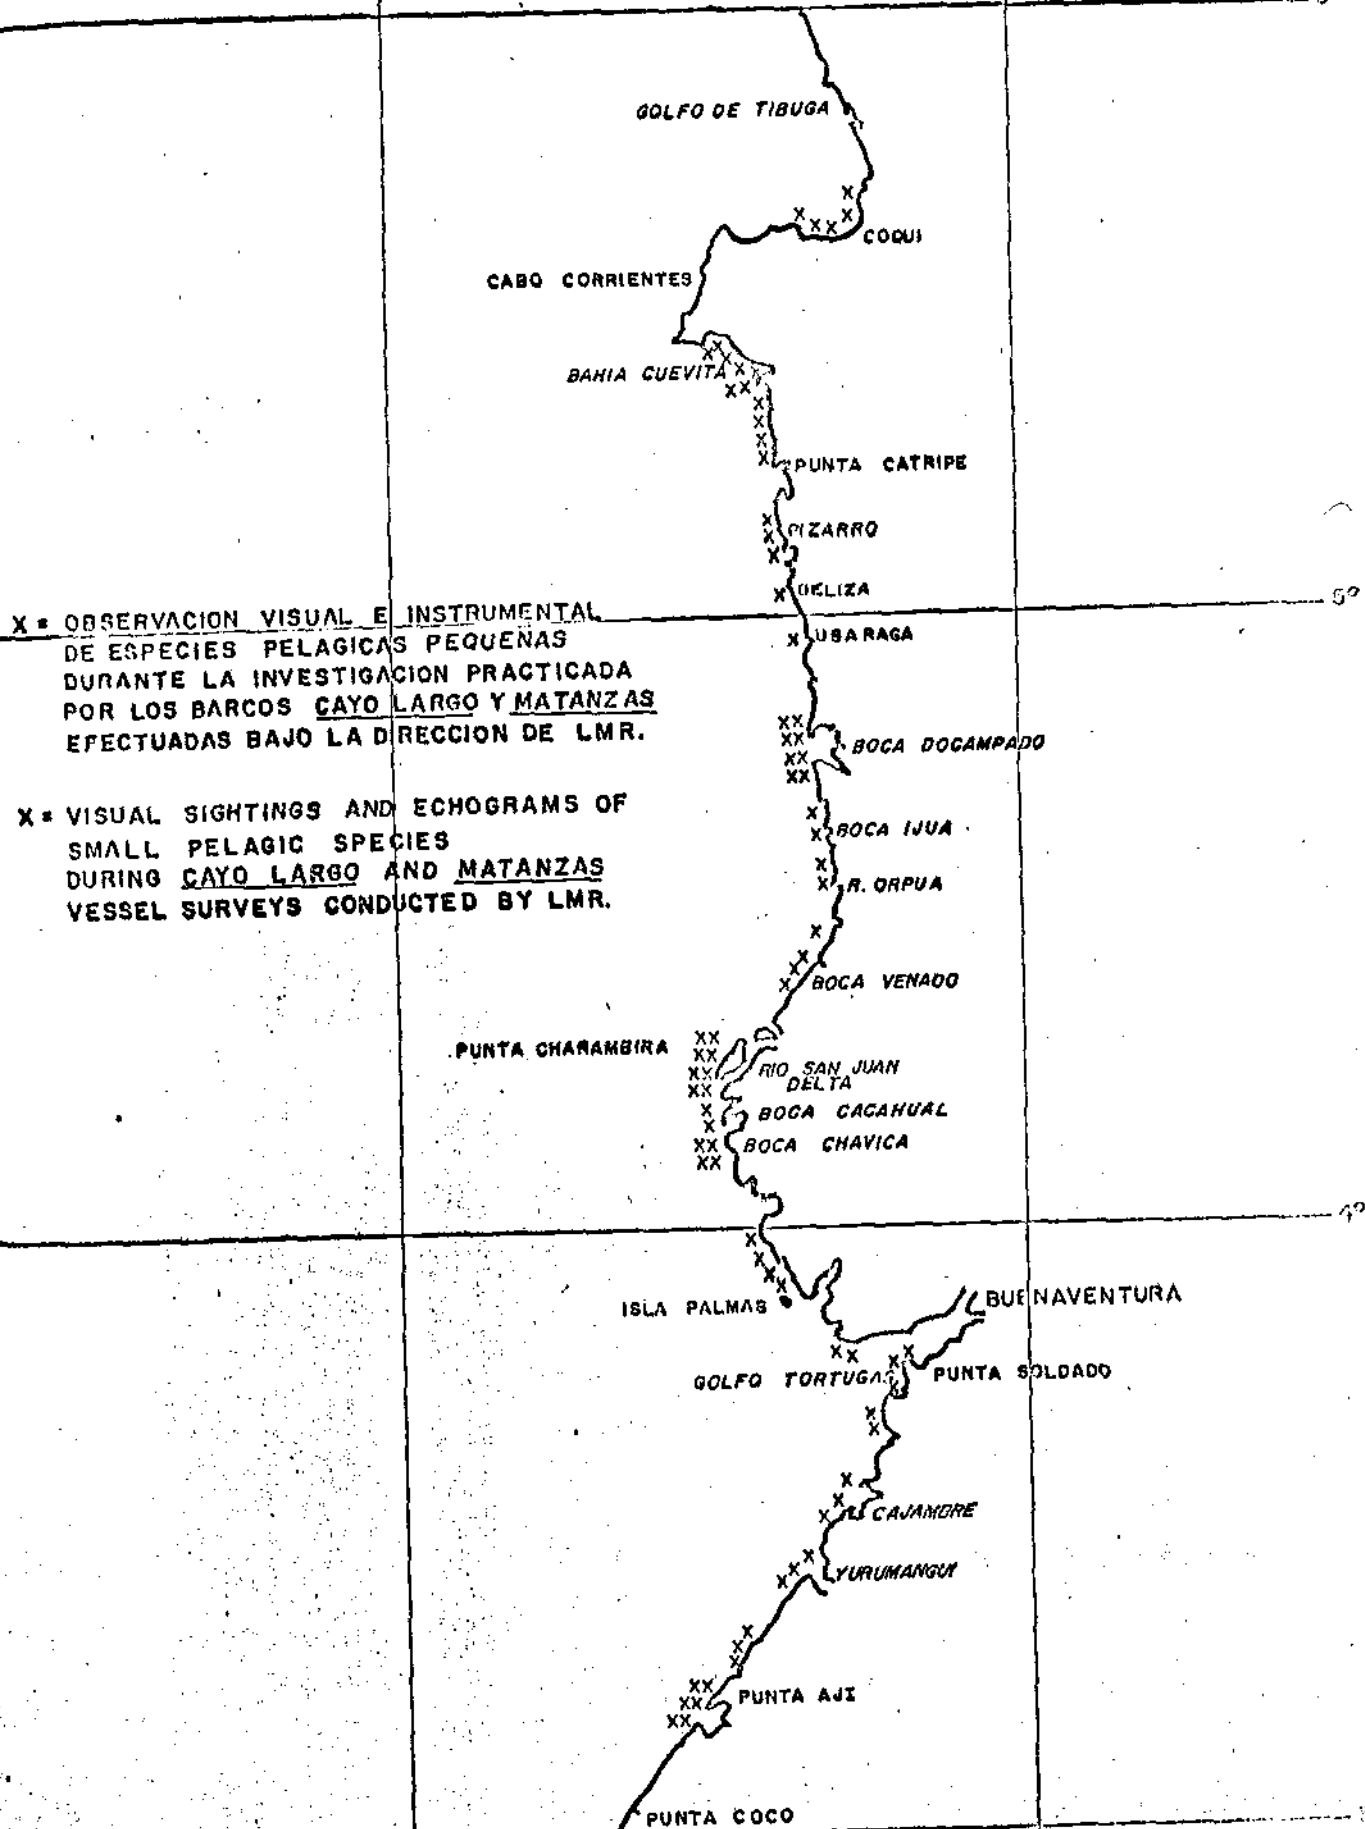 GOLFO DE TIBUGA
X
X X
X X
COQUI
CABO CORRIENTES
BAHIA CUEVITA
PUNTA CATRIPE
PIZARRO
DELIZA
5°
USARAGA
X = OBSERVACION VISUAL E INSTRUMENTAL
DE ESPECIES PELAGICAS PEQUEÑAS
DURANTE LA INVESTIGACION PRACTICADA
POR LOS BARCOS CAYO LARGO Y MATANZAS
EFECTUADAS BAJO LA DIRECCION DE LMR.
BOCA DOCAMPADO
X = VISUAL SIGHTINGS AND ECHOGRAMS OF
SMALL PELAGIC SPECIES
DURING CAYO LARGO AND MATANZAS
VESSEL SURVEYS CONDUCTED BY LMR.
BOCA IJUA
R. ORPUA
BOCA VENADO
PUNTA CHARAMBIRA
RIO SAN JUAN
DELTA
BOCA CACAHUAL
BOCA CHAVICA
4°
ISLA PALMAS
BUENAVENTURA
GOLFO TORTUGAS
PUNTA SOLDADO
CAJAMBRE
YURUMANGUI
PUNTA AJI
PUNTA COCO